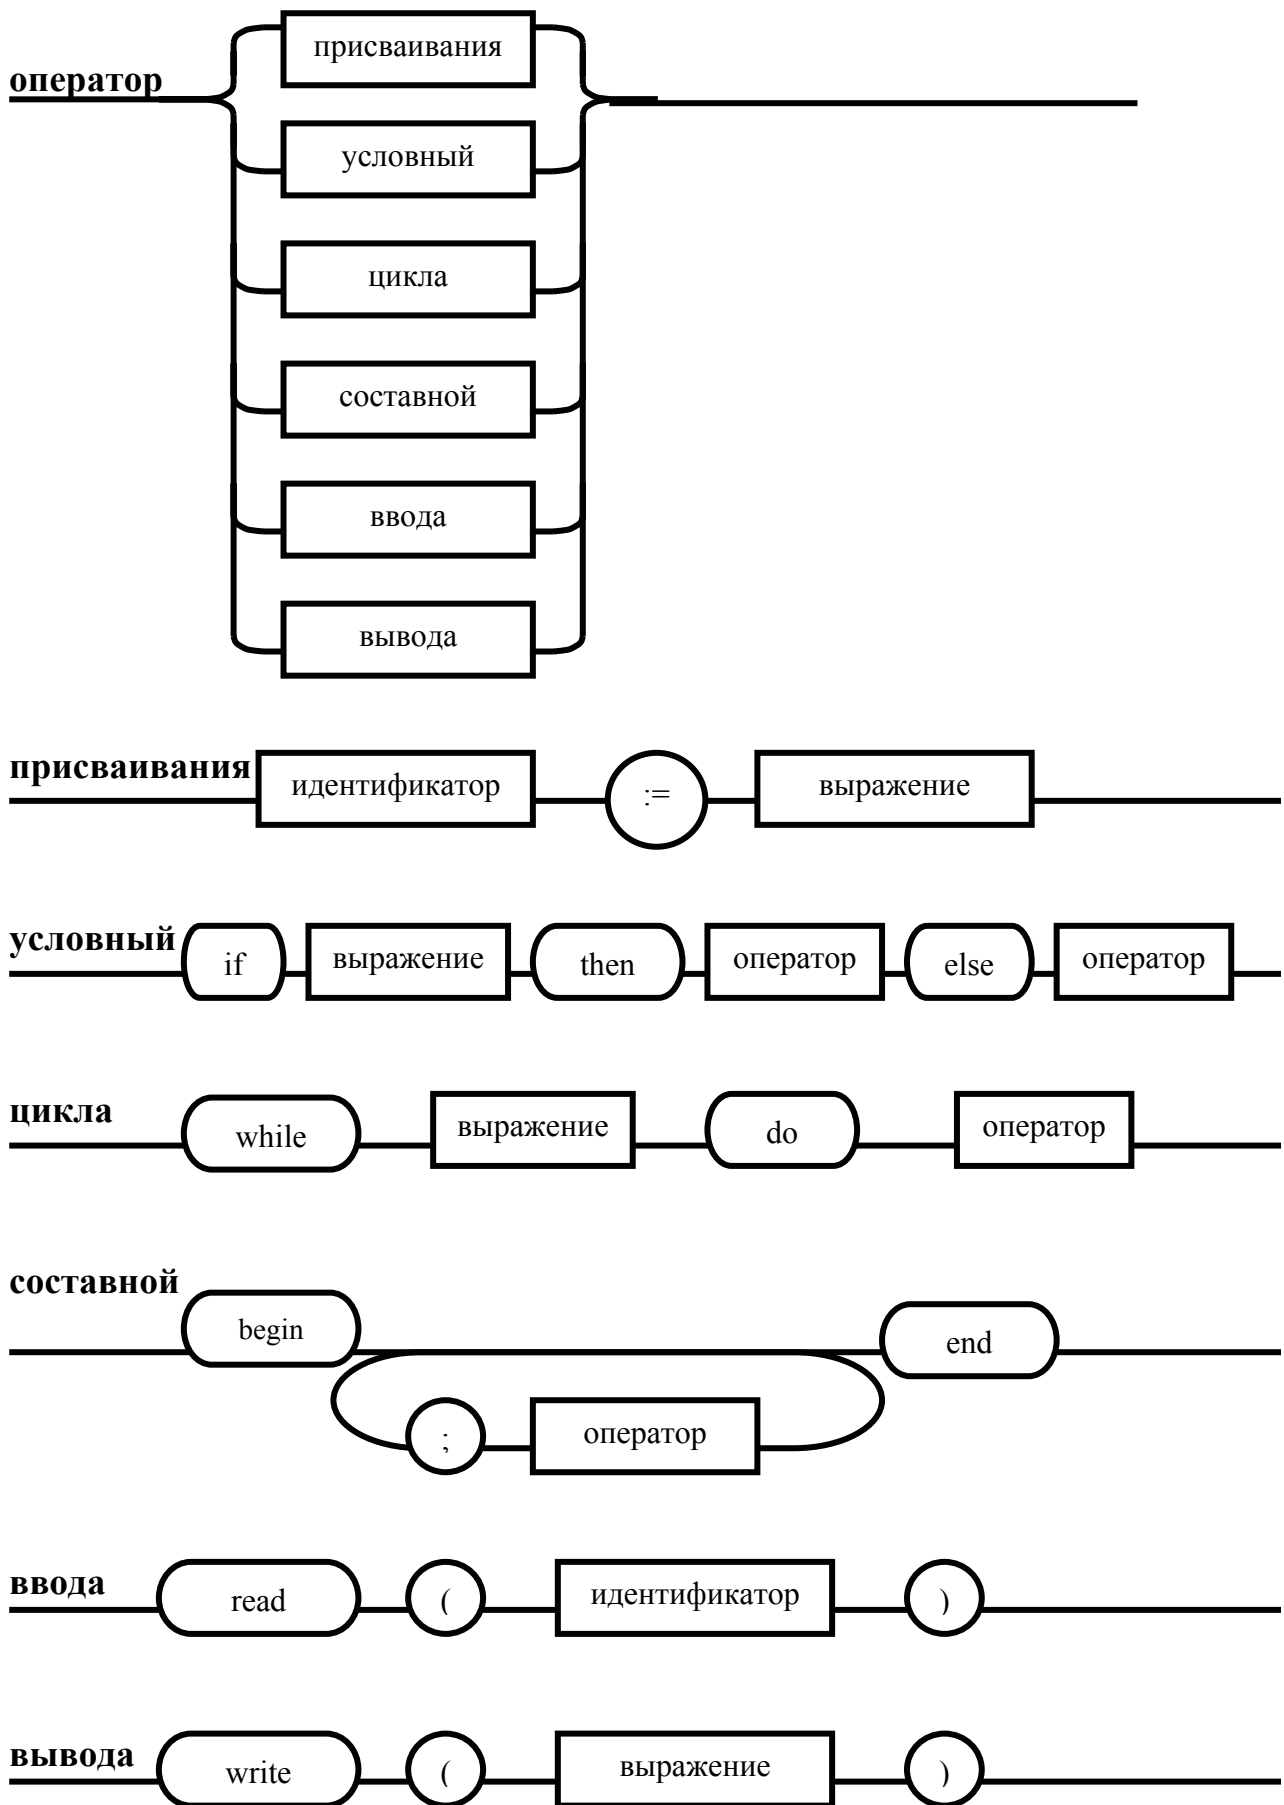 присваивания
оператор
условный
цикла
составной
ввода
вывода
присваивания идентификатор := выражение
условный if выражение then оператор else оператор
цикла while выражение do оператор
составной begin end
; оператор
ввода read ( идентификатор )
вывода write ( выражение )